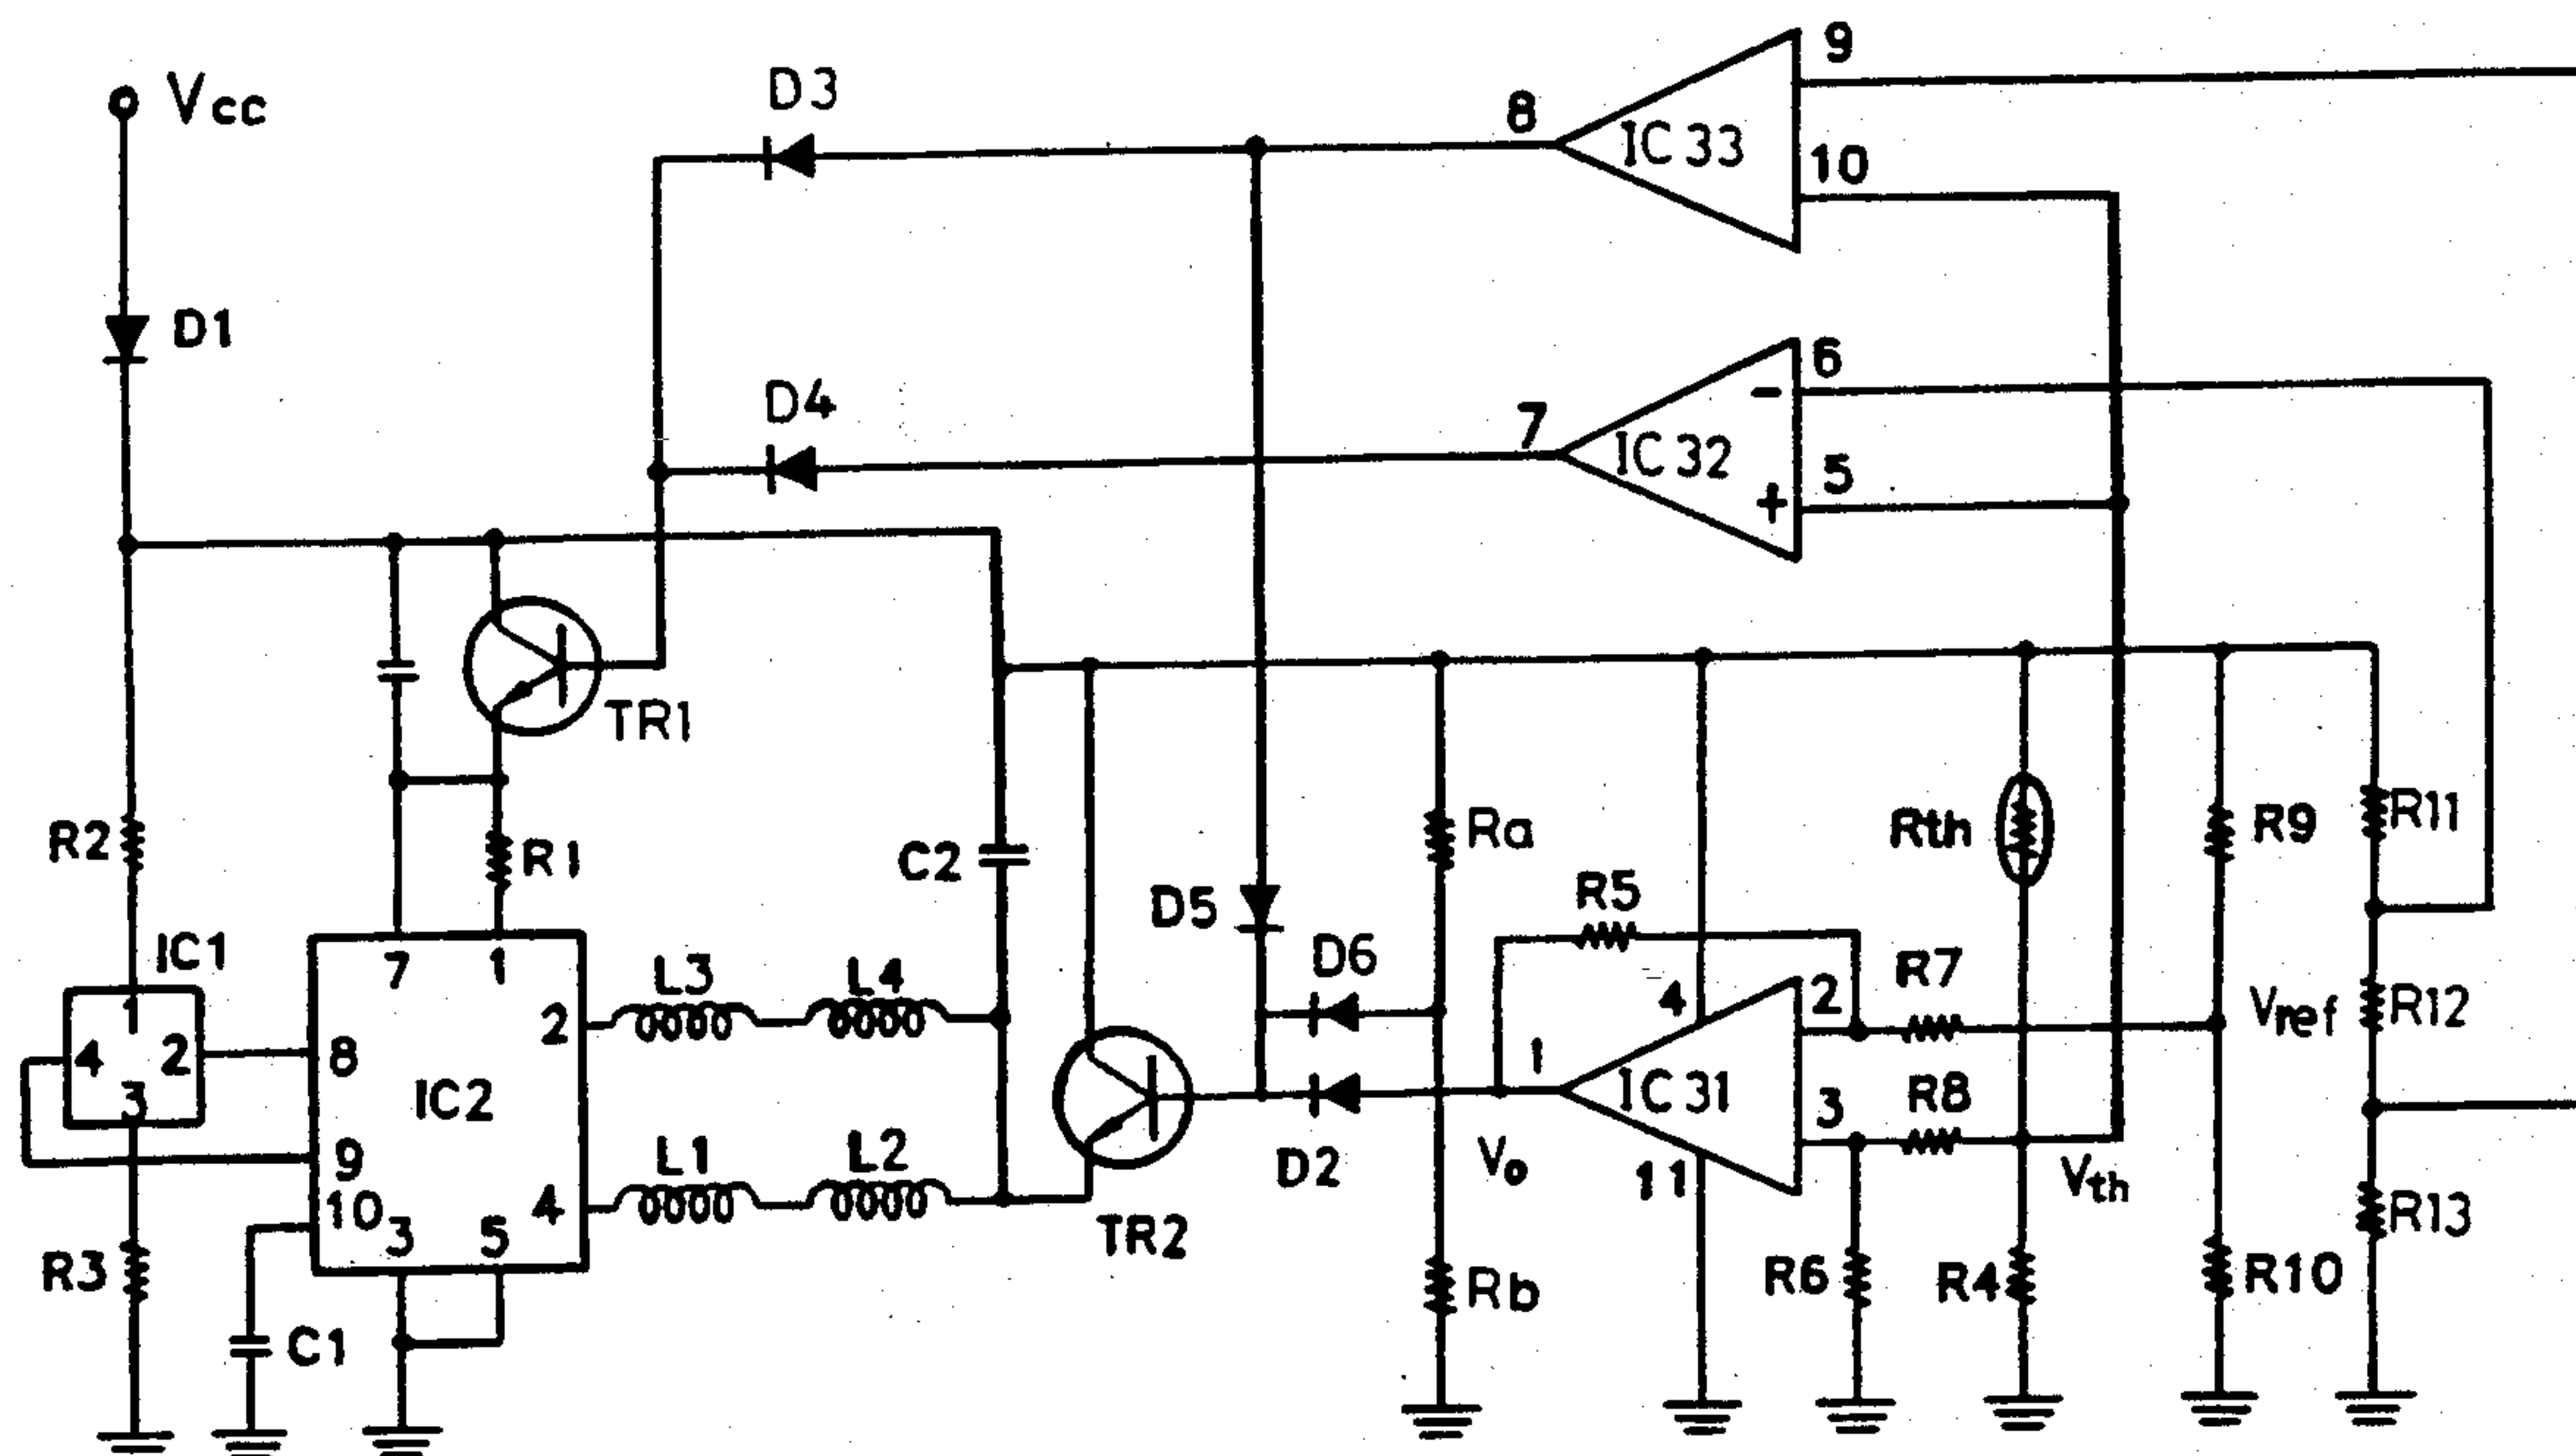 Vcc
D3
9
8
IC33
10
D1
D4
6
7
-
IC32
5
+
TR1
R2
R1
C2
D5
Ra
R5
Rth
R9
R11
IC1
7
1
L3
L4
D6
4
2
R7
Vref
R12
1
4
2
3
8
IC2
2
1
IC31
3
R8
9
10
3
5
4
L1
L2
D2
Vo
11
Vth
TR2
R13
R3
C1
Rb
R6
R4
R10